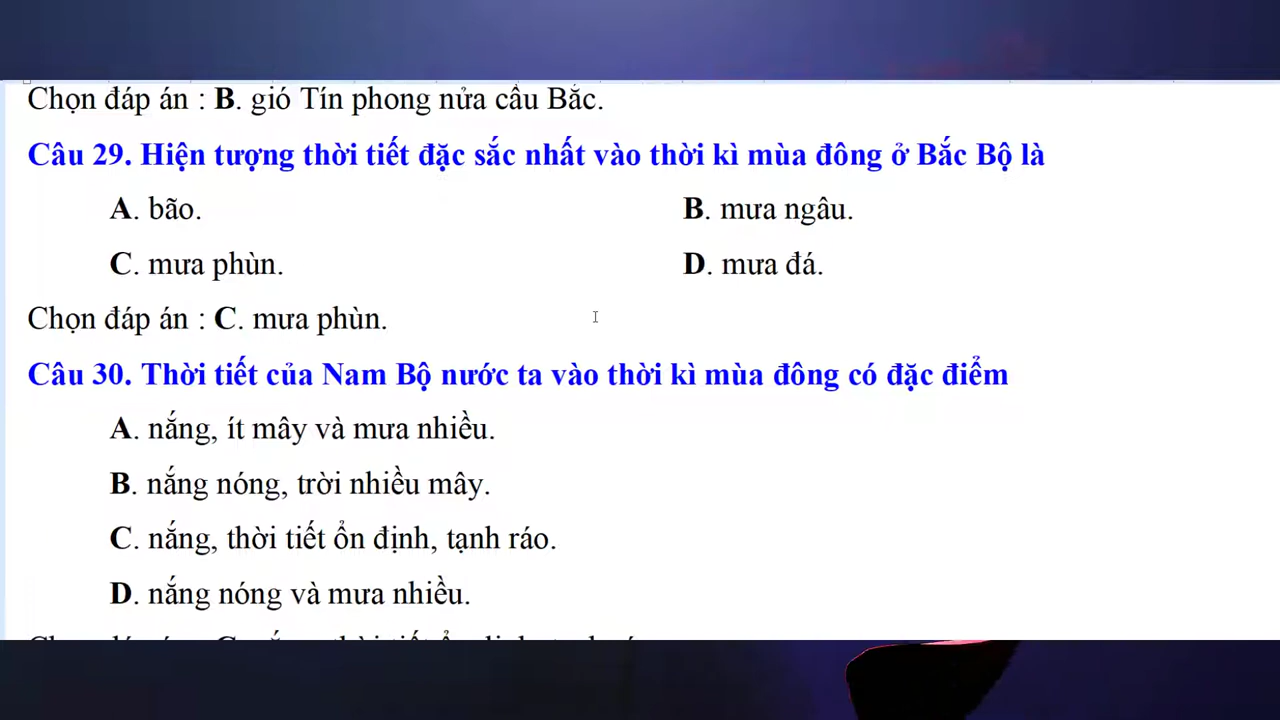 Chọn đáp án : B. gió Tín phong nửa cầu Bắc.
Câu 29. Hiện tượng thời tiết đặc sắc nhất vào thời kì mùa đông ở Bắc Bộ là
A. bão. B. mưa ngâu.
C. mưa phùn. D. mưa đá.
Chọn đáp án : C. mưa phùn.
Câu 30. Thời tiết của Nam Bộ nước ta vào thời kì mùa đông có đặc điểm
A. nắng, ít mây và mưa nhiều.
B. nắng nóng, trời nhiều mây.
C. nắng, thời tiết ổn định, tạnh ráo.
D. nắng nóng và mưa nhiều.